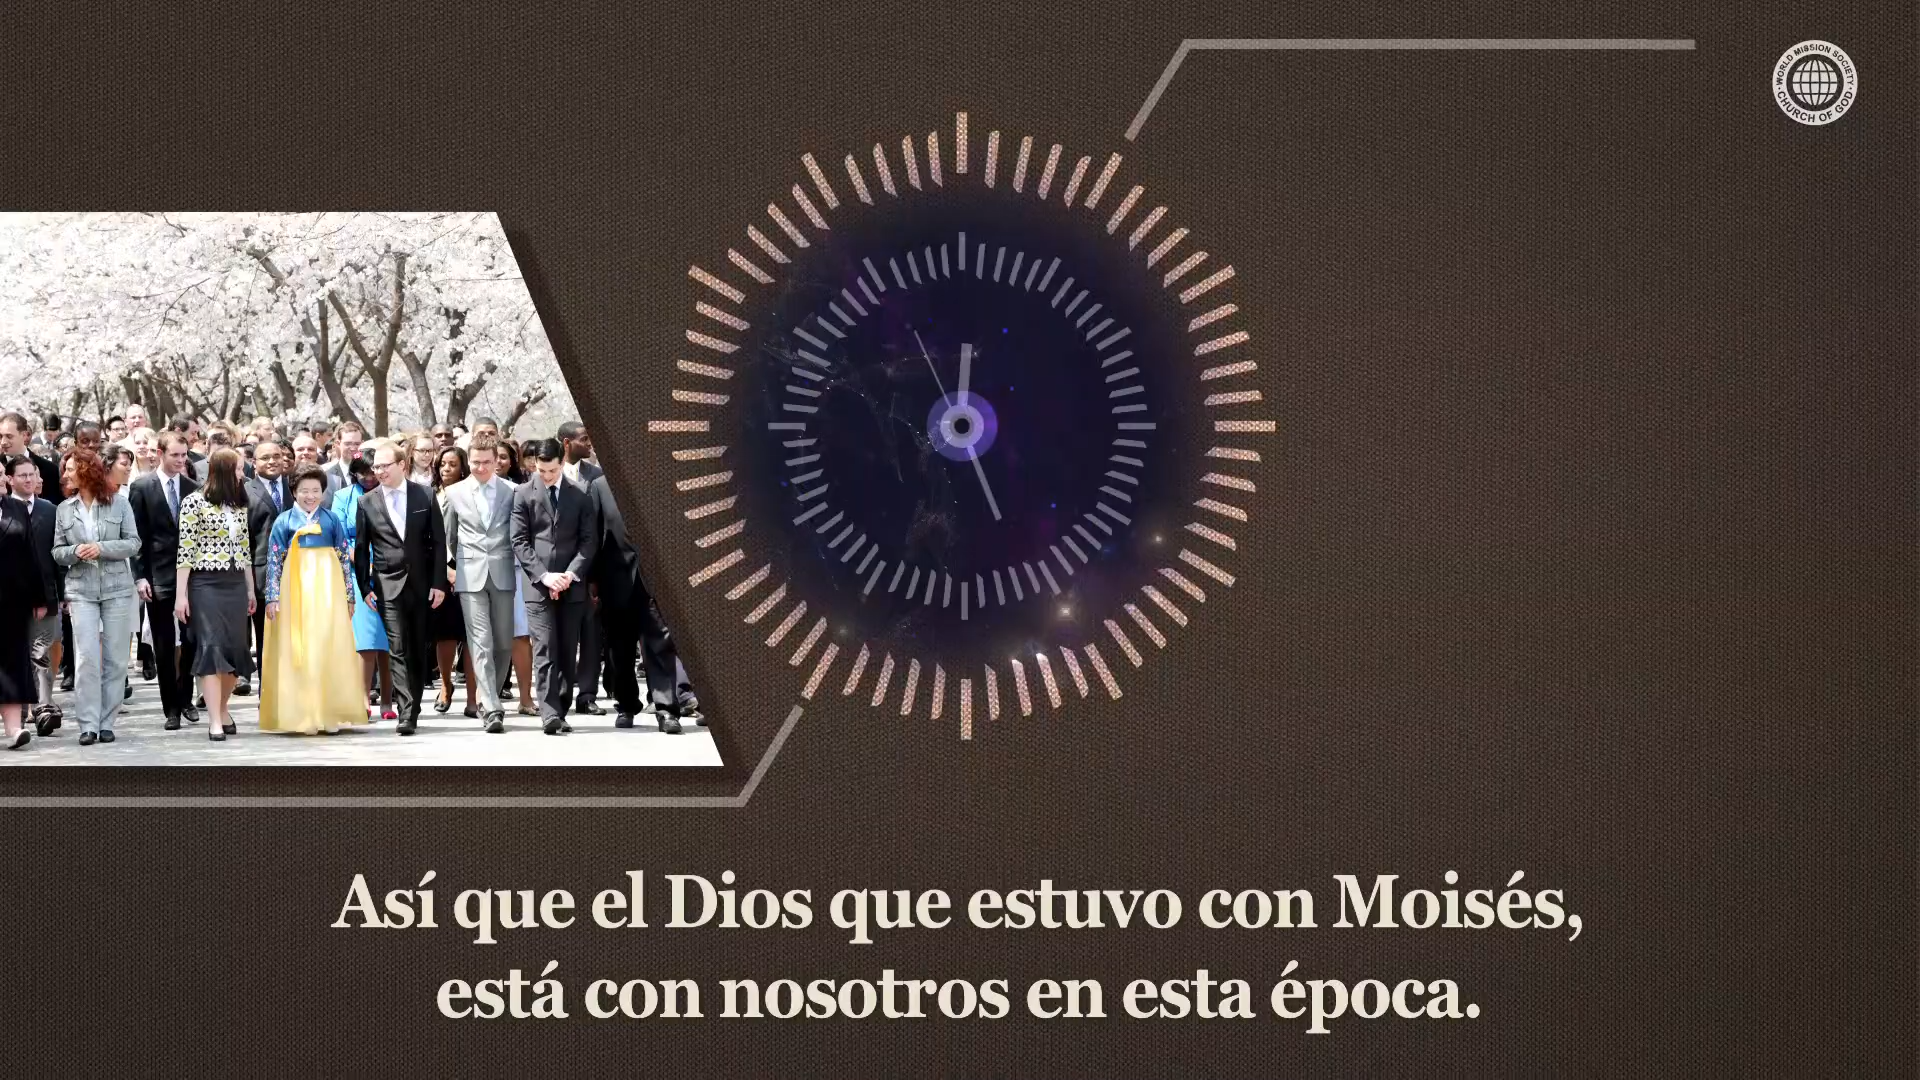 WORLD MISSION SOCIETY
CHURCH OF GOD
Así que el Dios que estuvo con Moisés,
está con nosotros en esta época.